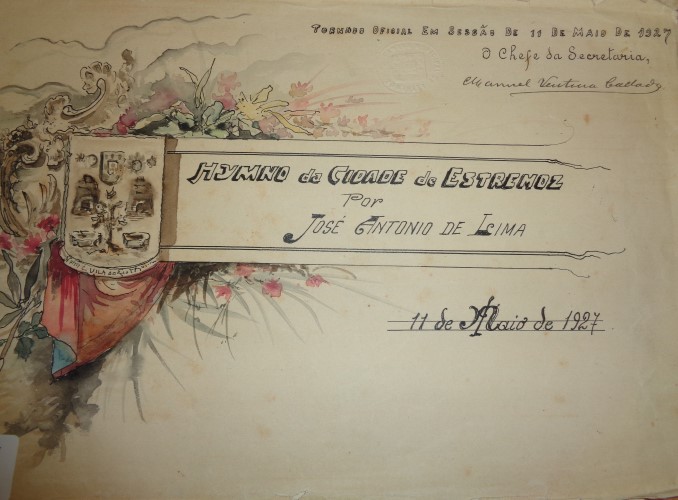 TORNADO OFICIAL EM SESSÃO DE 11 DE MAIO DE 1927
O Chefe da Secretaria,
Manuel Ventura Callado
HYMNO da CIDADE de ESTREMOZ
Por
JOSÉ ANTONIO DE LIMA
11 de Maio de 1927